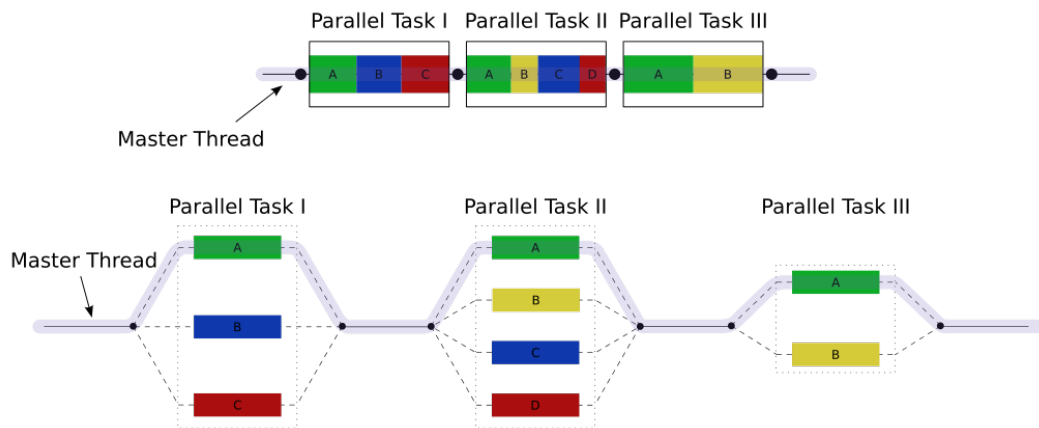 Parallel Task I Parallel Task II Parallel Task III
A B C A B C D A B
Master Thread
Parallel Task I Parallel Task II Parallel Task III
A A
Master Thread
A
B
B
C
B
C D